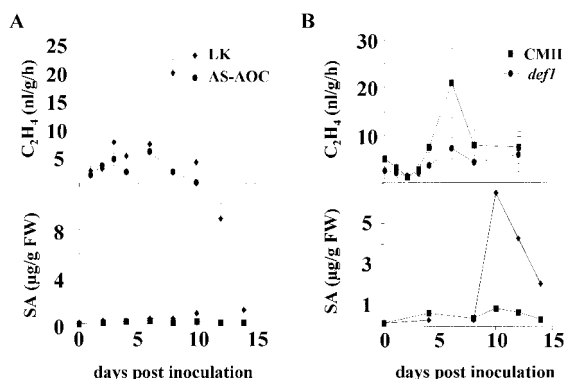 A
B
25
20
15
10
5
C₂H₄ (nl/g/h)
LK
AS-AOC
30
20
10
C₂H₄ (nl/g/h)
CMII
def1
8
4
0
SA (µg/g FW)
0 5 10 15
days post inoculation
5
3
1
SA (µg/g FW)
0 5 10 15
days post inoculation